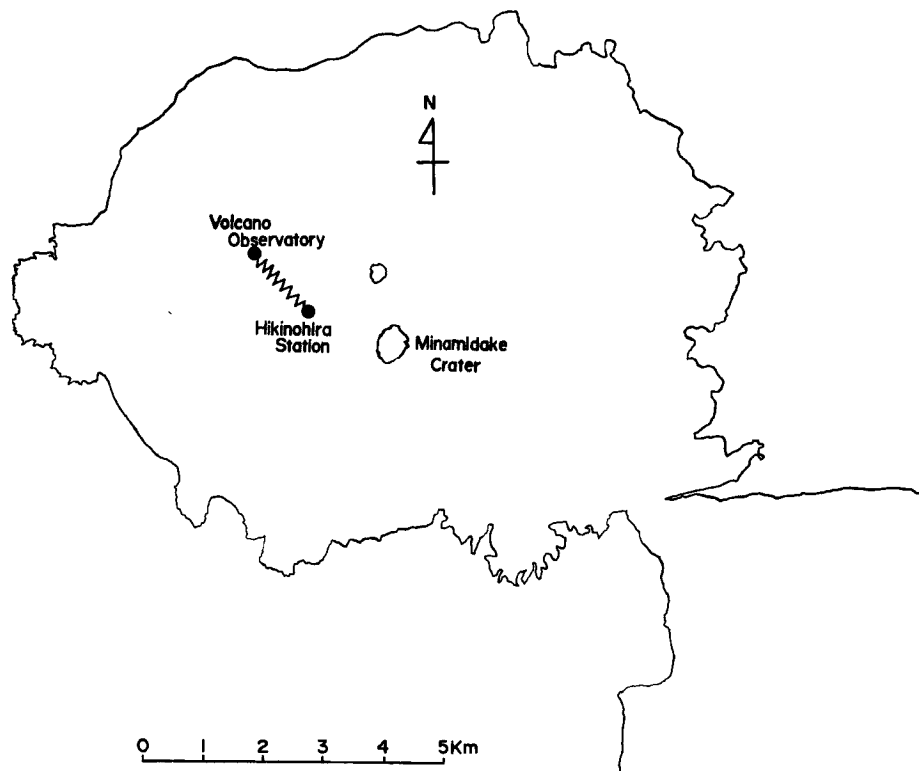 N
Volcano
Observatory
Hikinohira
Station
Minamidake
Crater
0 1 2 3 4 5Km